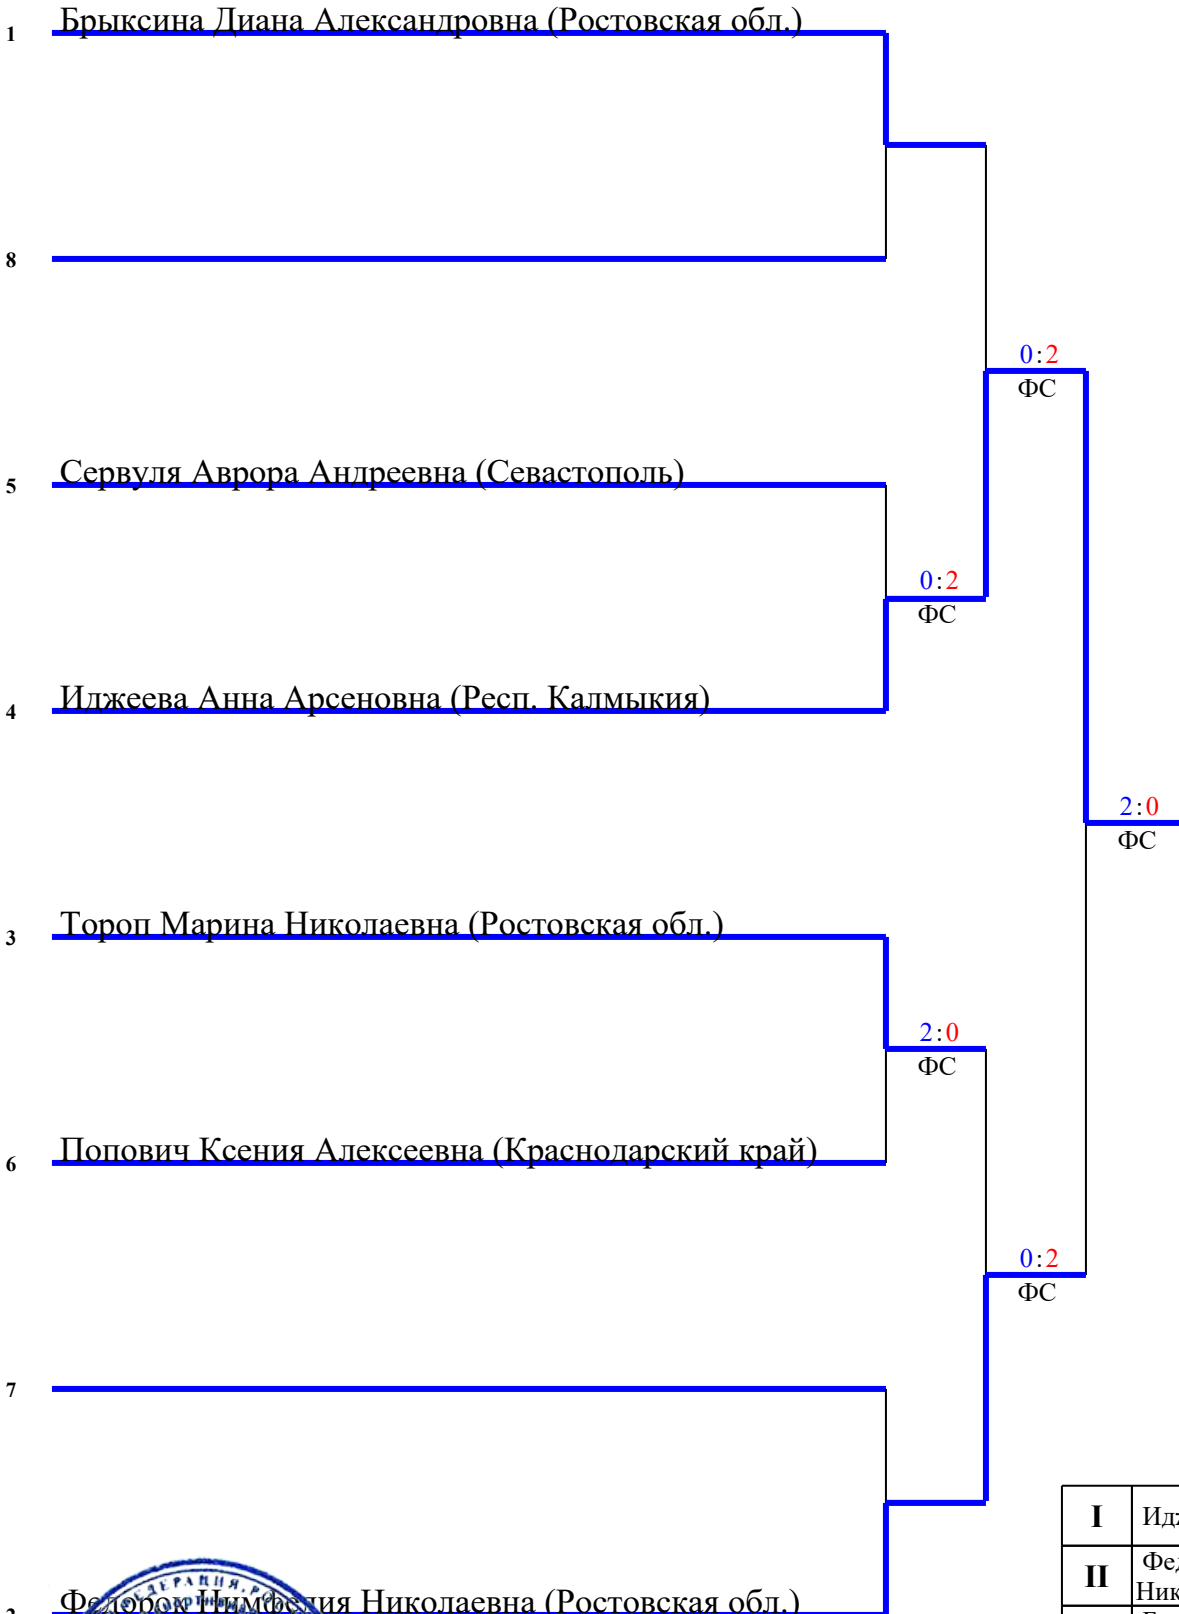 1 Брыксина Диана Александровна (Ростовская обл.)
8
0:2
ФС
5 Сервуля Аврора Андреевна (Севастополь)
0:2
ФС
4 Иджеева Анна Арсеновна (Респ. Калмыкия)
2:0
ФС
3 Тороп Марина Николаевна (Ростовская обл.)
2:0
ФС
6 Попович Ксения Алексеевна (Краснодарский край)
0:2
ФС
7
I
II
Николаевна (Ростовская обл.)